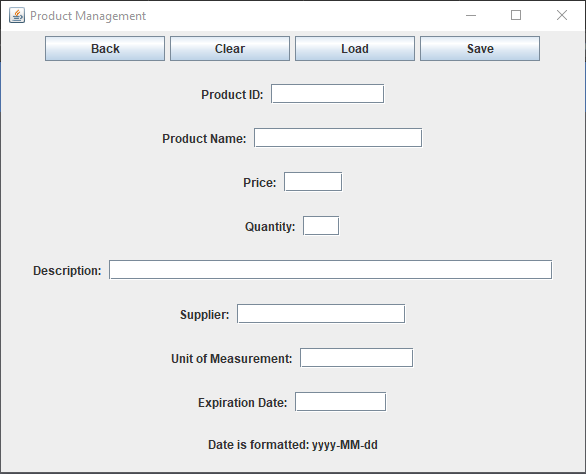 Product Management
Back Clear Load Save
Product ID:
Product Name:
Price:
Quantity:
Description:
Supplier:
Unit of Measurement:
Expiration Date:
Date is formatted: yyyy-MM-dd